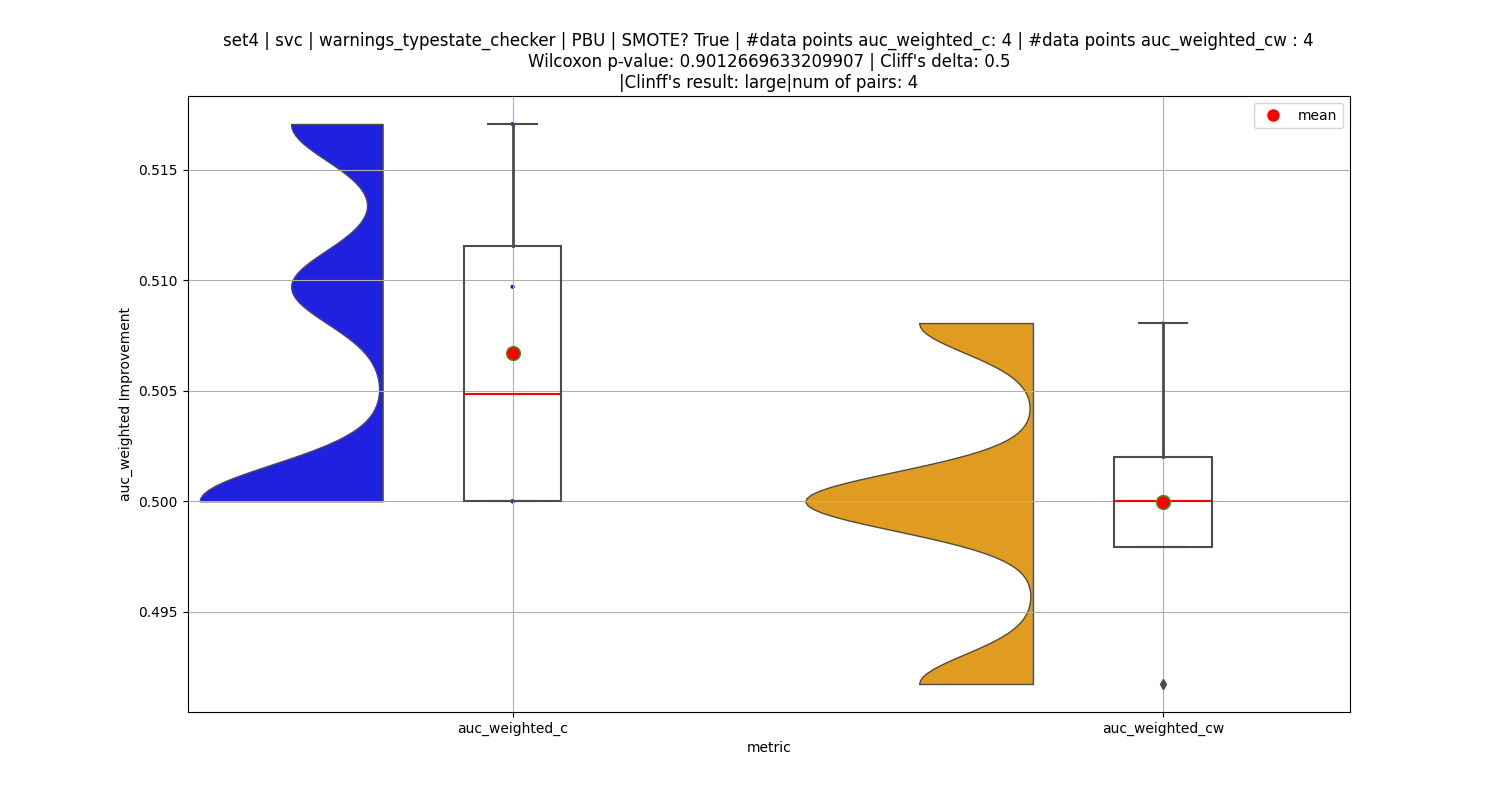 set4 | svc | warnings_typestate_checker | PBU | SMOTE? True | #data points auc_weighted_c: 4 | #data points auc_weighted_cw : 4
Wilcoxon p-value: 0.9012669633209907 | Cliff's delta: 0.5
|Clinff's result: large|num of pairs: 4
mean
0.515
0.510
0.505
0.500
0.495
auc_weighted Improvement
auc_weighted_c
auc_weighted_cw
metric